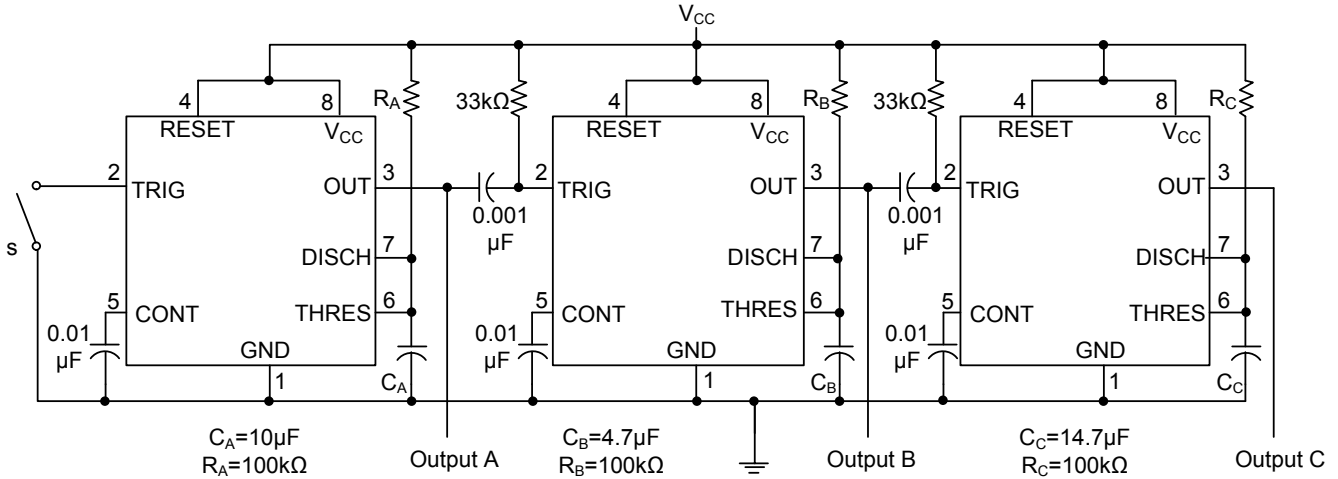 VCC
RA
33kΩ
RB
33kΩ
RC
4
8
RESET
VCC
4
8
RESET
VCC
4
8
RESET
VCC
2
TRIG
OUT
3
2
TRIG
OUT
3
2
TRIG
OUT
3
0.001
µF
0.001
µF
s
DISCH
7
DISCH
7
DISCH
7
5
CONT
THRES
6
5
CONT
THRES
6
5
CONT
THRES
6
0.01
µF
0.01
µF
0.01
µF
GND
1
GND
1
GND
1
CA
CB
CC
CA=10µF
RA=100kΩ
Output A
CB=4.7µF
RB=100kΩ
Output B
CC=14.7µF
RC=100kΩ
Output C